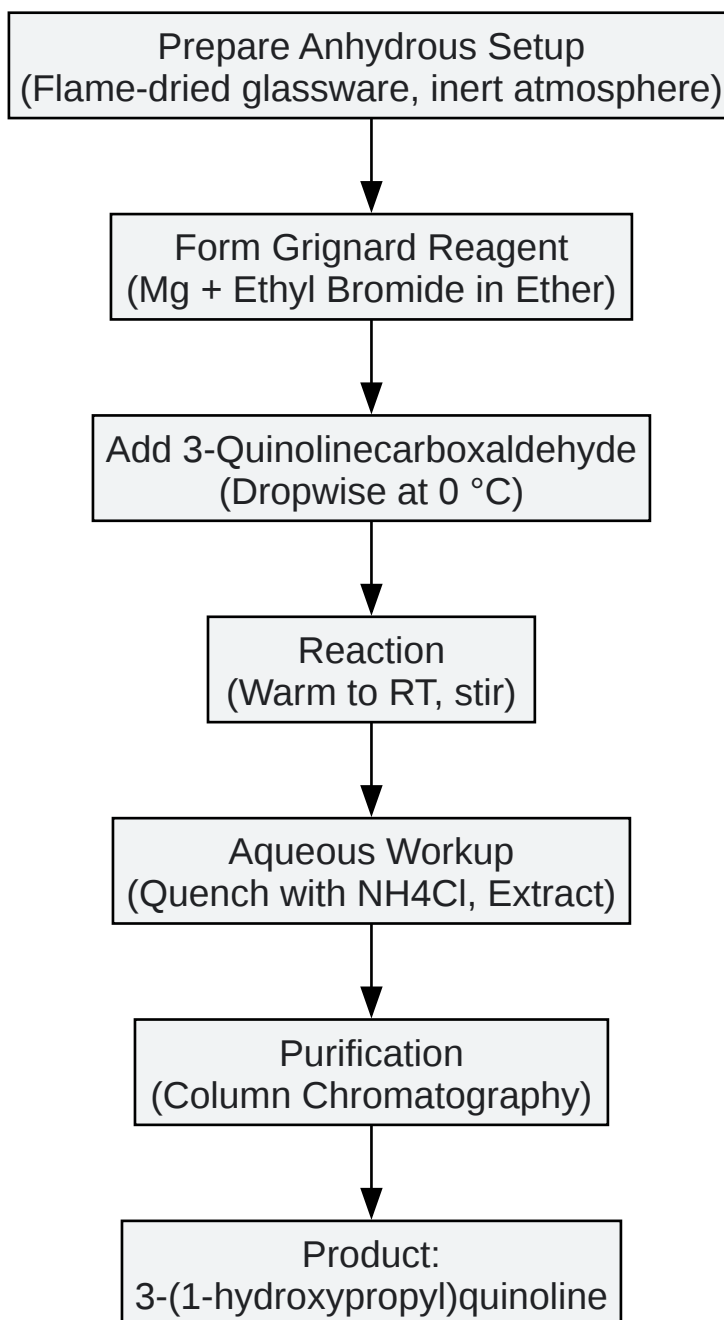 Prepare Anhydrous Setup
(Flame-dried glassware, inert atmosphere)
Form Grignard Reagent
(Mg + Ethyl Bromide in Ether)
Add 3-Quinolinecarboxaldehyde
(Dropwise at 0 °C)
Reaction
(Warm to RT, stir)
Aqueous Workup
(Quench with NH4Cl, Extract)
Purification
(Column Chromatography)
Product:
3-(1-hydroxypropyl)quinoline